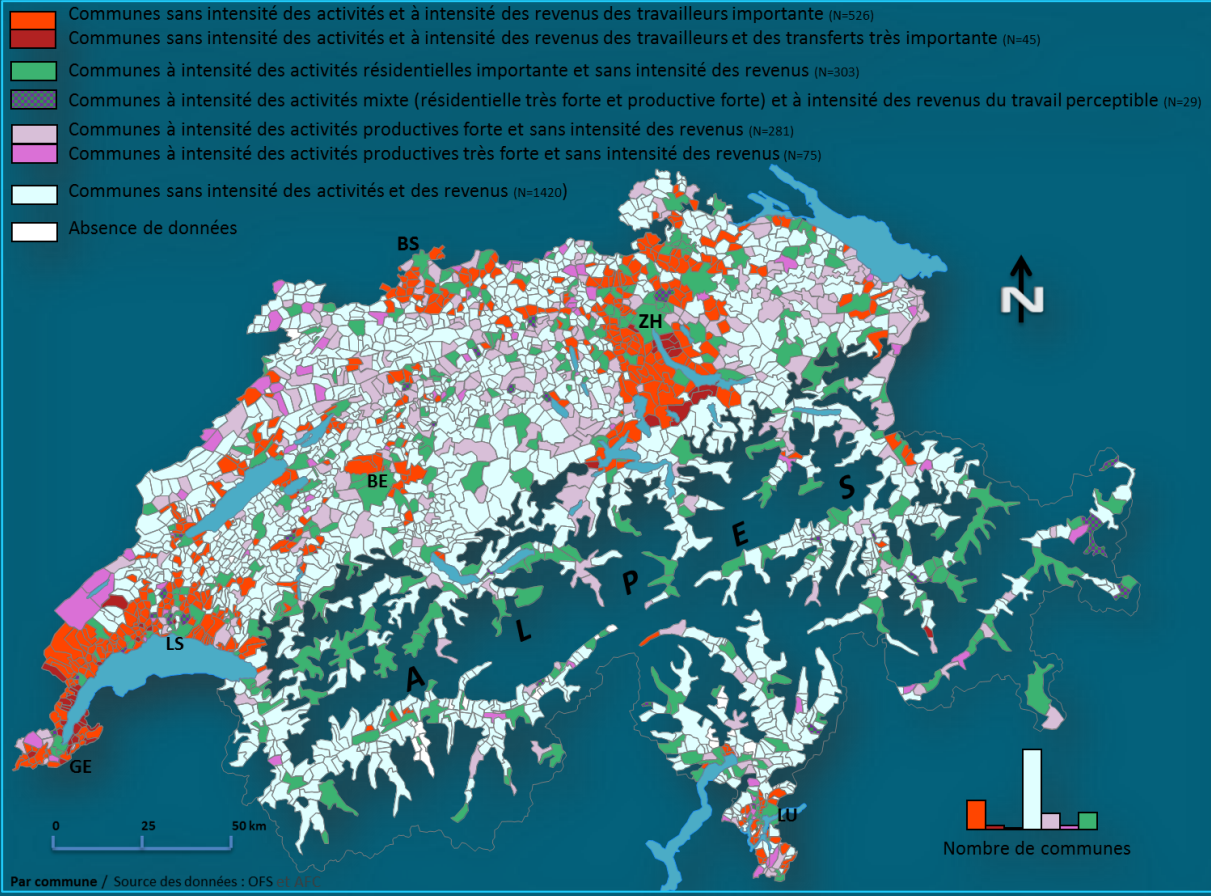 Communes sans intensité des activités et à intensité des revenus des travailleurs importante (N=526)
Communes sans intensité des activités et à intensité des revenus des travailleurs et des transferts très importante (N=45)
Communes à intensité des activités résidentielles importante et sans intensité des revenus (N=303)
Communes à intensité des activités mixte (résidentielle très forte et productive forte) et à intensité des revenus du travail perceptible (N=29)
Communes à intensité des activités productives forte et sans intensité des revenus (N=281)
Communes à intensité des activités productives très forte et sans intensité des revenus (N=75)
Communes sans intensité des activités et des revenus (N=1420)
Absence de données
BS
N
ZH
BE
A L P E S
LS
GE
LU
0 25 50 km
Nombre de communes
Par commune / Source des données : OFS et AFC